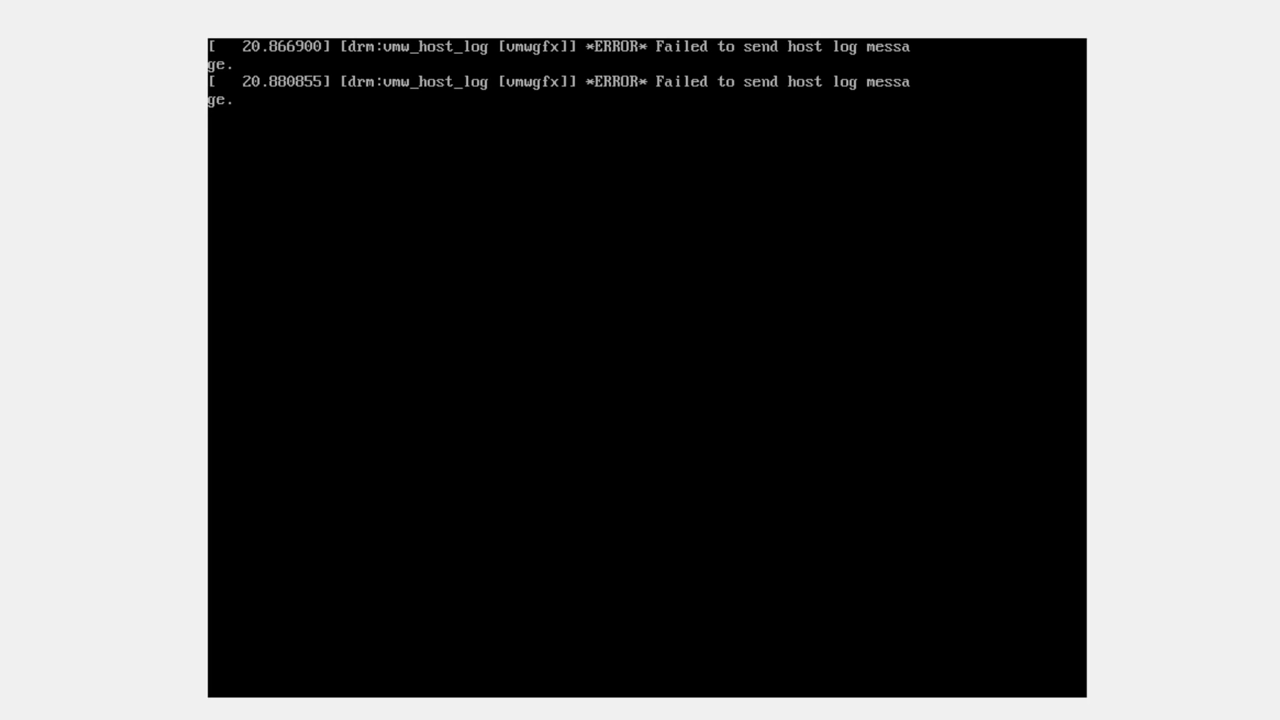 [   20.866900] [drm:vmw_host_log [vmwgfx]] *ERROR* Failed to send host log messa
ge.
[   20.880855] [drm:vmw_host_log [vmwgfx]] *ERROR* Failed to send host log messa
ge.